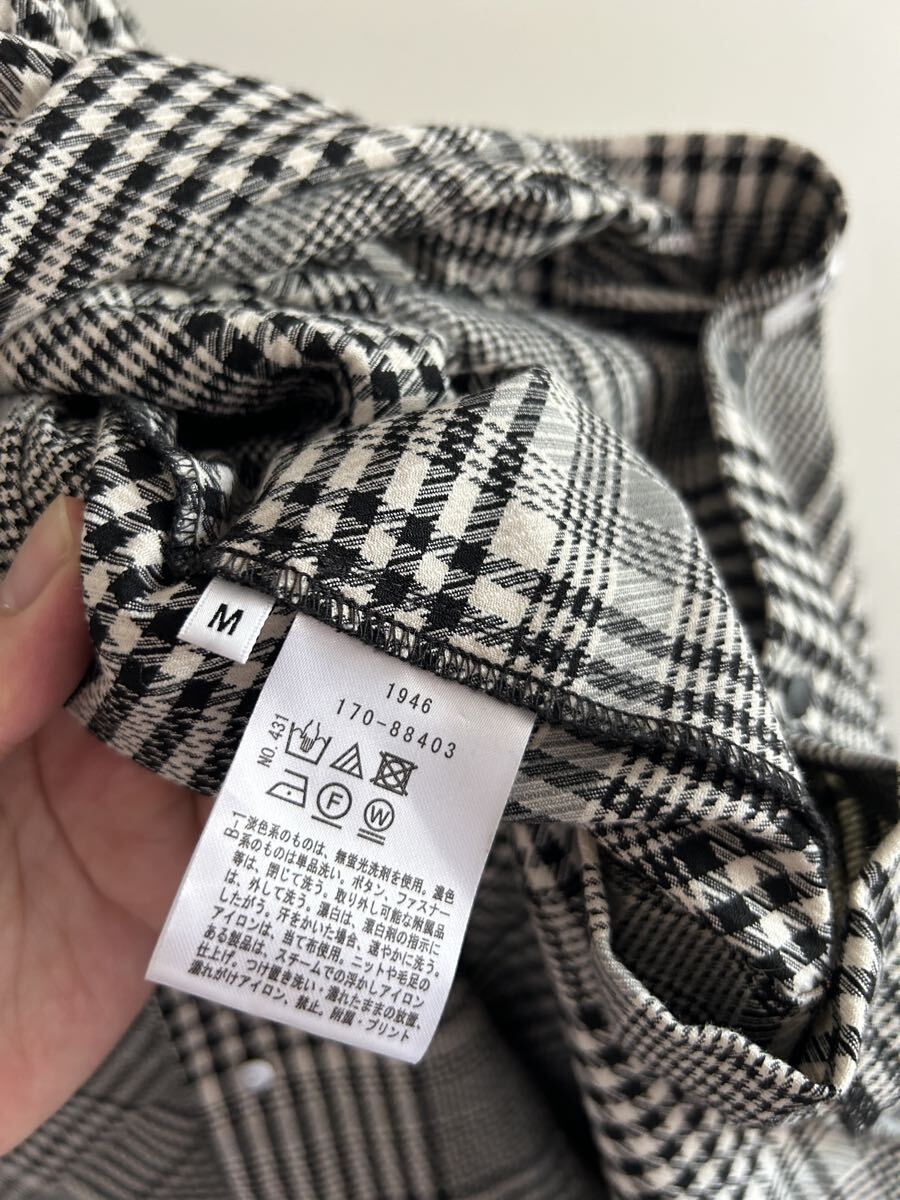 M
1946
170-88403
NO. 431
F
W
淡色系のものは、無蛍光洗剤を使用。濃色
系のものは単品洗い、ボタン、ファスナー
等は、閉じて洗う。取り外し可能な附属品
は、外して洗う。漂白は、漂白剤の指示に
したがう。汗をかいた場合、速やかに洗う。
アイロンは、当て布使用。ニットや毛足の
ある製品は、スチームでの浮かしアイロン
仕上げ。つけ置き洗い・濡れたままの放置、
濡れがけアイロン、禁止。附属・プリント